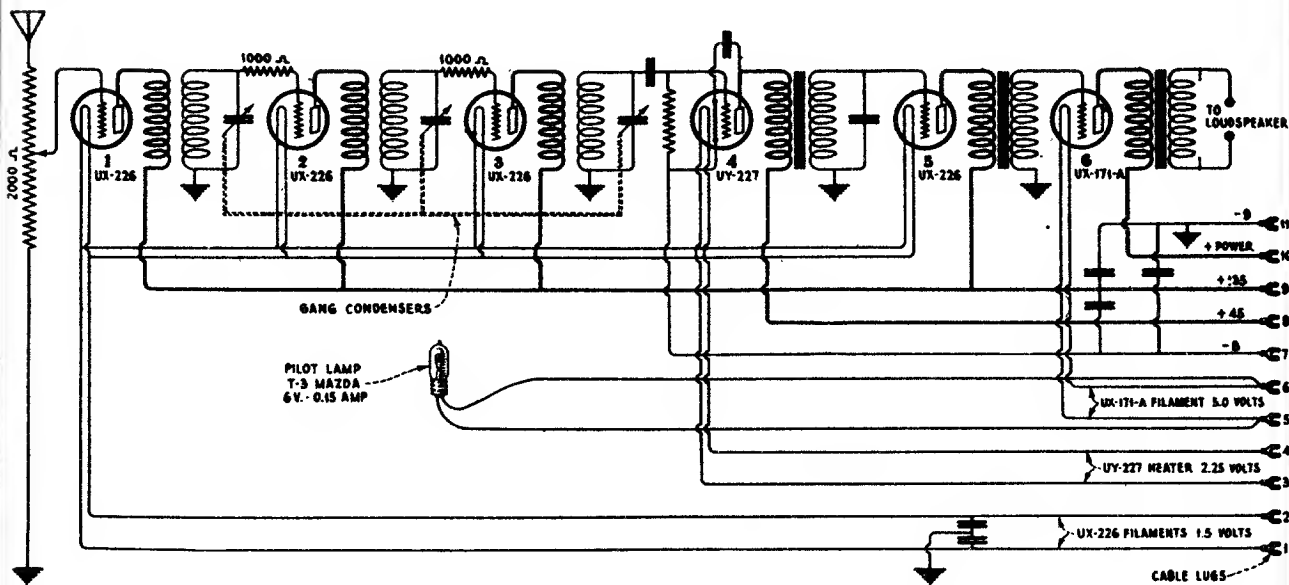 1000 Ω
1000 Ω
2000 Ω
1
UX-226
2
UX-226
3
UX-226
4
UY-227
5
UX-226
6
UX-171-A
TO
LOUDSPEAKER
-9
11
+ POWER
10
+135
9
+45
8
7
GANG CONDENSERS
PILOT LAMP
T-3 MAZDA
6 V. - 0.15 AMP
6
UX-171-A FILAMENT 5.0 VOLTS
5
4
UY-227 HEATER 2.25 VOLTS
3
2
UX-226 FILAMENTS 1.5 VOLTS
1
CABLE LUGS